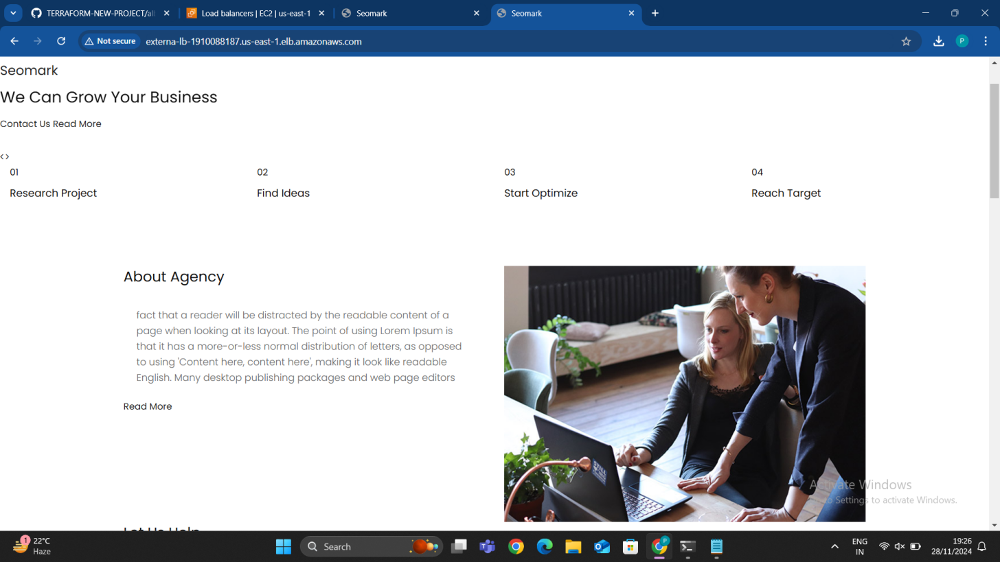 TERRAFORM-NEW-PROJECT/al
Load balancers | EC2 | us-east-1
Seomark
Seomark
Not secure
externa-lb-1910088187.us-east-1.elb.amazonaws.com
P
Seomark
We Can Grow Your Business
Contact Us Read More
< >
01
02
03
04
Research Project
Find Ideas
Start Optimize
Reach Target
About Agency
fact that a reader will be distracted by the readable content of a
page when looking at its layout. The point of using Lorem Ipsum is
that it has a more-or-less normal distribution of letters, as opposed
to using 'Content here, content here', making it look like readable
English. Many desktop publishing packages and web page editors
Read More
STILL
Activate Windows
to Settings to activate Windows.
Let Us Help
1
22°C
Haze
Search
P
ENG
IN
19:26
28/11/2024